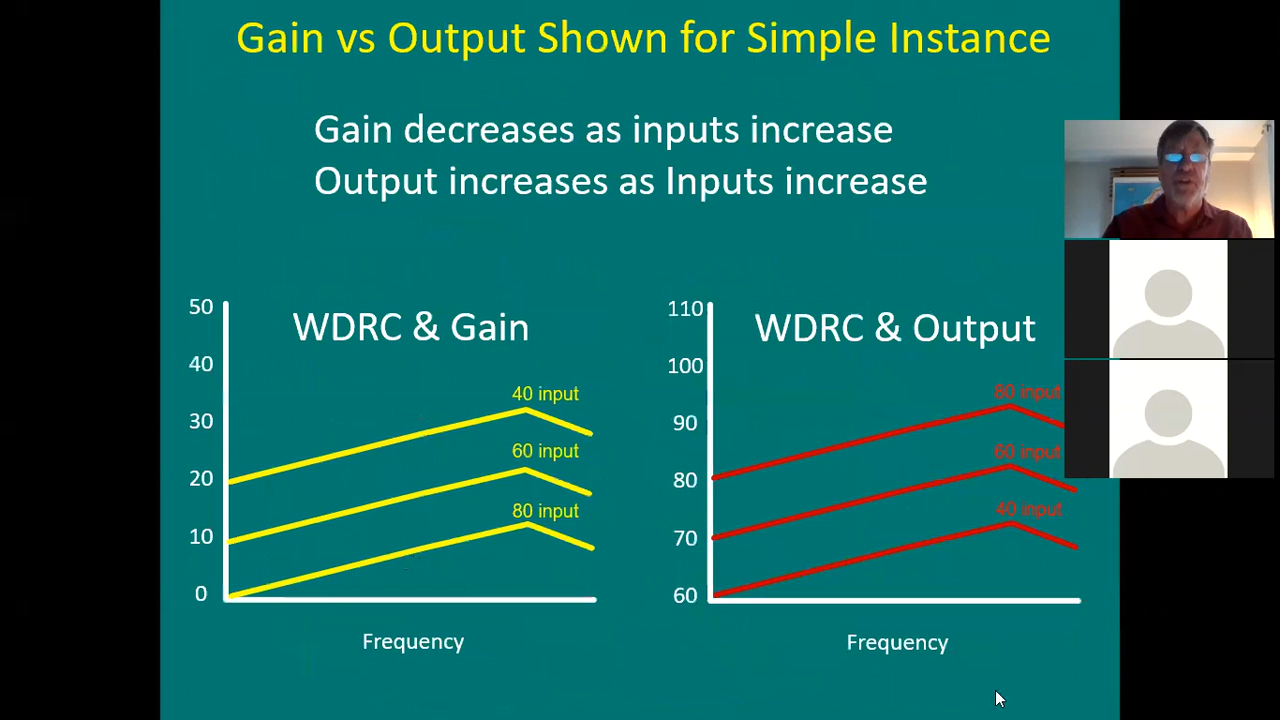 Gain vs Output Shown for Simple Instance
Gain decreases as inputs increase
Output increases as Inputs increase
WDRC & Gain
50
40
30
20
10
0
40 input
60 input
80 input
Frequency
WDRC & Output
110
100
90
80
70
60
80 input
60 input
40 input
Frequency